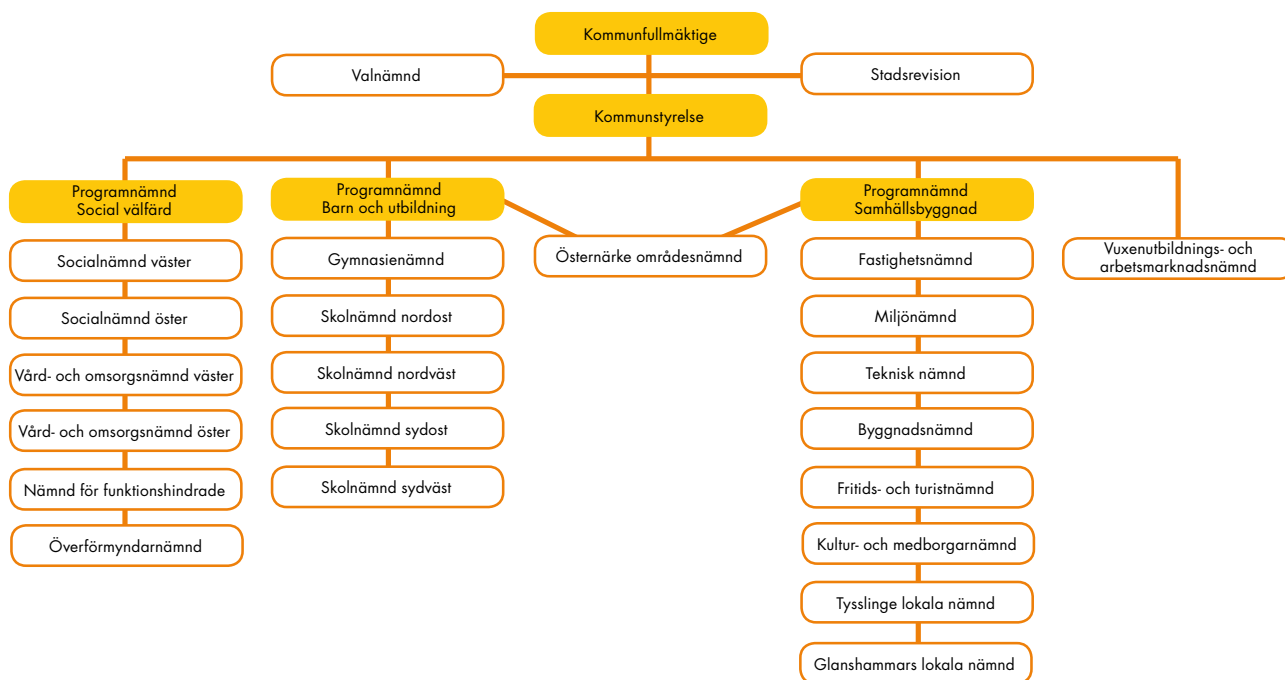 Kommunfullmäktige
Valnämnd
Stadsrevision
Kommunstyrelse
Programnämnd
Social välfärd
Socialnämnd väster
Socialnämnd öster
Vård- och omsorgsnämnd väster
Vård- och omsorgsnämnd öster
Nämnd för funktionshindrade
Överförmyndarnämnd
Programnämnd
Barn och utbildning
Gymnasienämnd
Skolnämnd nordost
Skolnämnd nordväst
Skolnämnd sydost
Skolnämnd sydväst
Östernärke områdesnämnd
Programnämnd
Samhällsbyggnad
Fastighetsnämnd
Miljönämnd
Teknisk nämnd
Byggnadsnämnd
Fritids- och turistnämnd
Kultur- och medborgarnämnd
Tysslinge lokala nämnd
Glanshammars lokala nämnd
Vuxenutbildnings- och
arbetsmarknadsnämnd